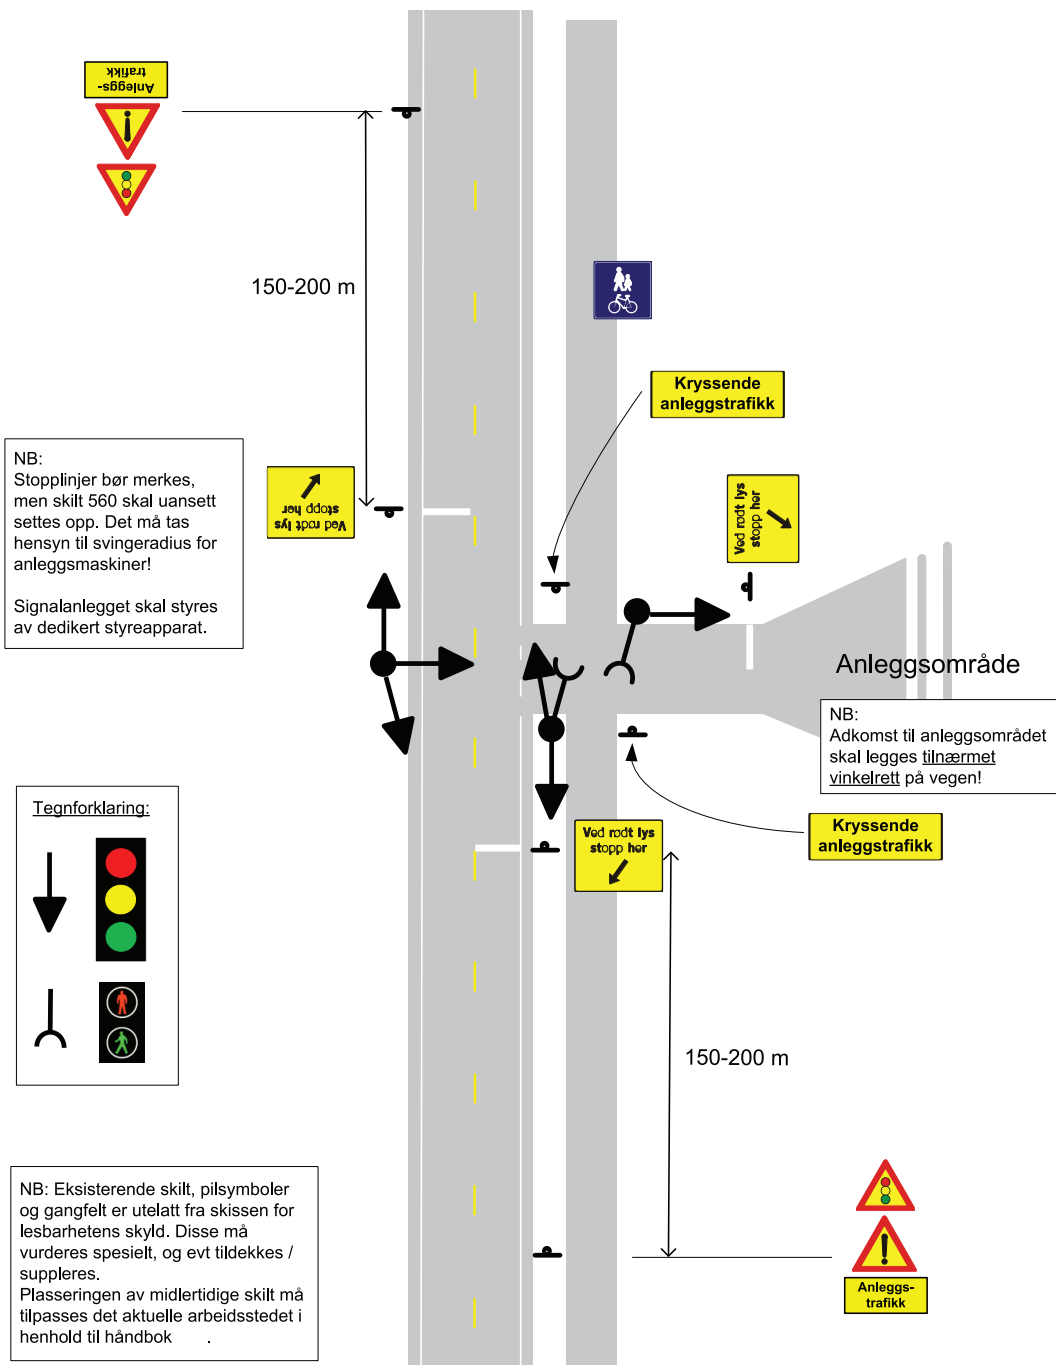 Anleggs-
trafikk
150-200 m
Kryssende
anleggstrafikk
NB:
Stopplinjer bør merkes,
men skilt 560 skal uansett
settes opp. Det må tas
hensyn til svingeradius for
anleggsmaskiner!
Signalanlegget skal styres
av dedikert styreapparat.
Ved rødt lys
stopp her
Ved rødt lys
stopp her
Anleggsområde
NB:
Adkomst til anleggsområdet
skal legges tilnærmet
vinkelrett på vegen!
Tegnforklaring:
Ved rødt lys
stopp her
Kryssende
anleggstrafikk
150-200 m
NB: Eksisterende skilt, pilsymboler
og gangfelt er utelatt fra skissen for
lesbarhetens skyld. Disse må
vurderes spesielt, og evt tildekkes /
suppleres.
Plasseringen av midlertidige skilt må
tilpasses det aktuelle arbeidsstedet i
henhold til håndbok .
Anleggs-
trafikk